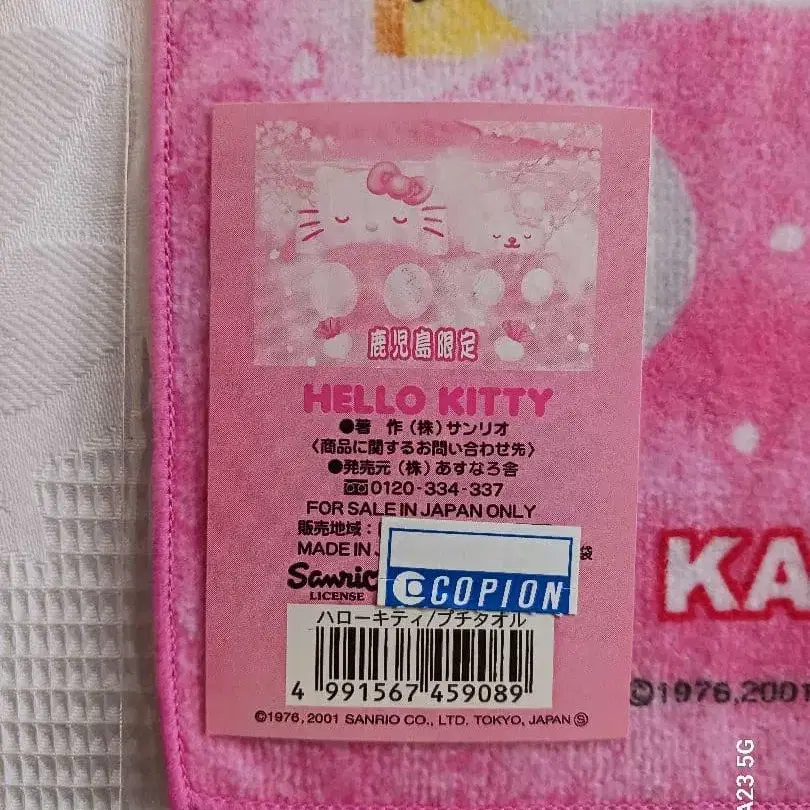 鹿児島限定
HELLO KITTY
●著 作(株)サンリオ
〈商品に関するお問い合わせ先〉
●発売元(株)あすなろ舎
0120-334-337
FOR SALE IN JAPAN ONLY
販売地域:
MADE IN 袋
Sanrio
LICENSE
COPION
ハローキティ/プチタオル
4 991567 459089
©1976, 2001 SANRIO CO., LTD. TOKYO, JAPAN Ⓢ
KA
©1976,2001
A23 5G